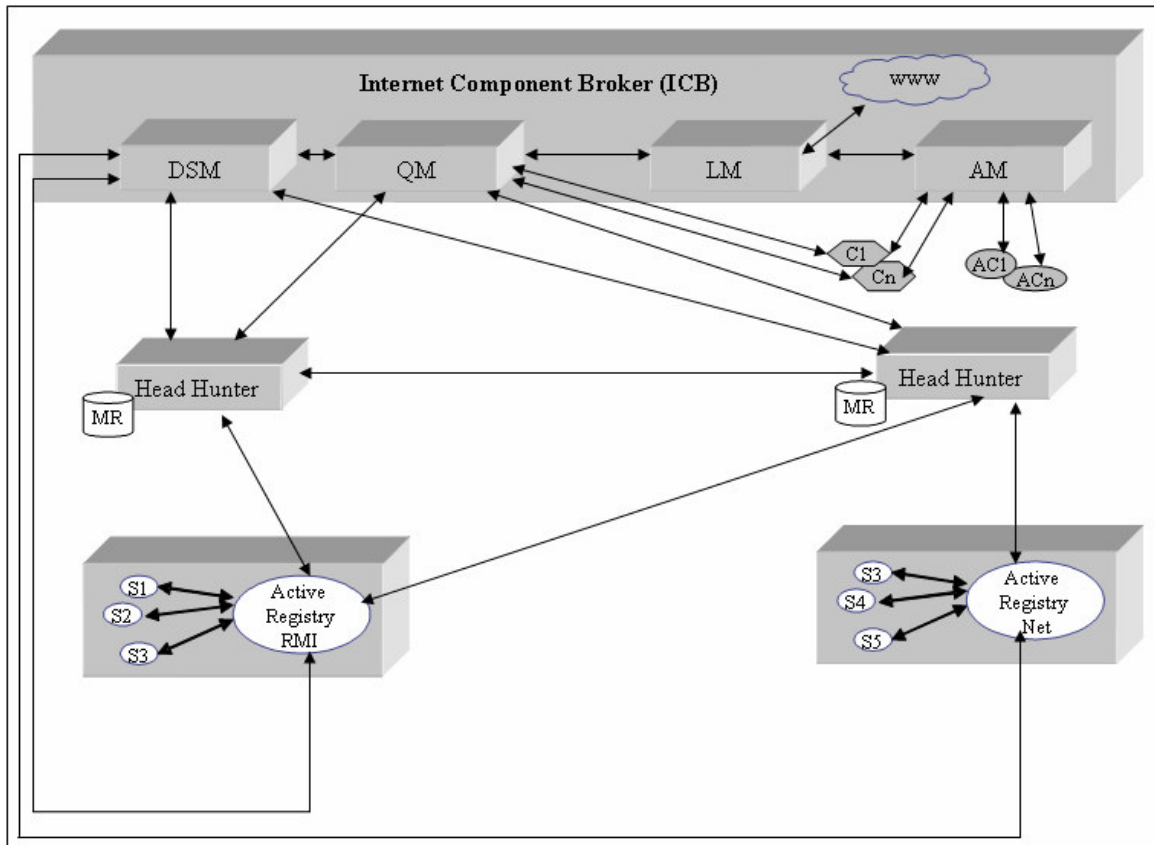 Internet Component Broker (ICB)
WWW
DSM
QM
LM
AM
C1
Cn
AC1
ACn
Head Hunter
MR
Head Hunter
MR
S1
S2
S3
Active
Registry
RMI
S3
S4
S5
Active
Registry
Net